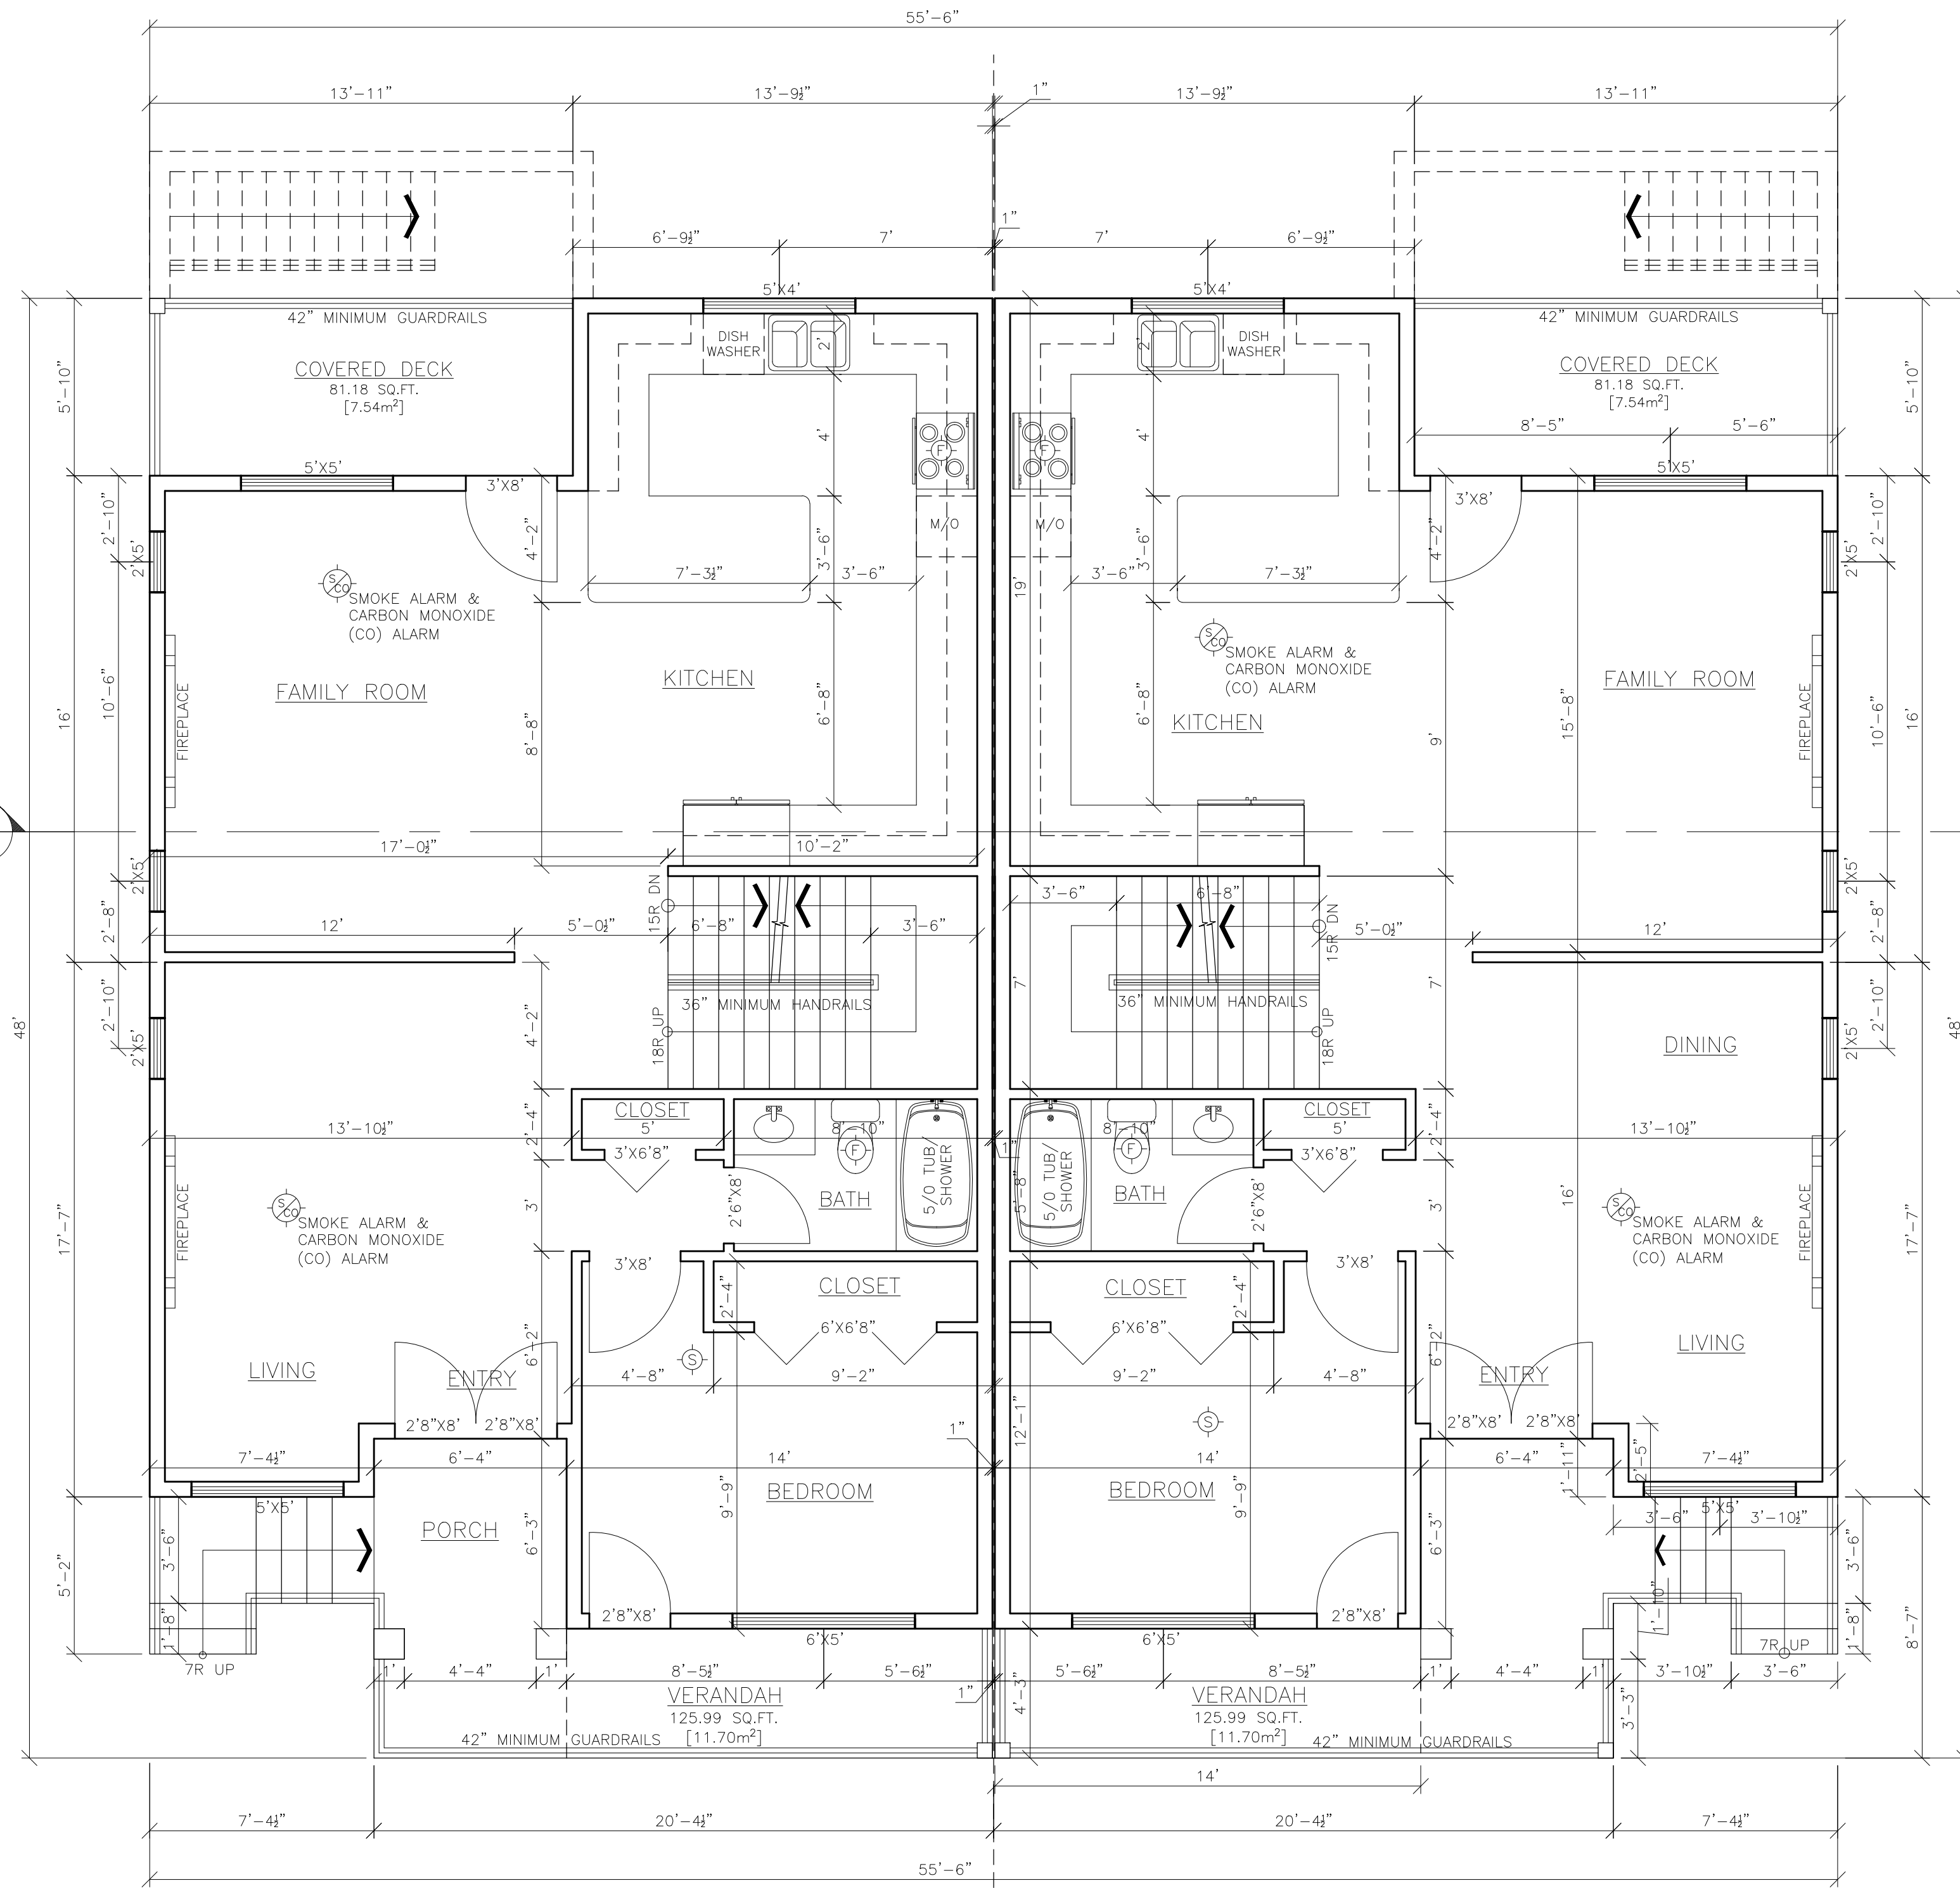 55'-6"
13'-11"
13'-9½"
13'-9½"
13'-11"
1"
6'-9½"
7'
1"
7'
6'-9½"
5'X4'
5'X4'
42" MINIMUM GUARDRAILS
42" MINIMUM GUARDRAILS
DISH
WASHER
2'
2'
DISH
WASHER
COVERED DECK
81.18 SQ.FT.
[7.54m²]
COVERED DECK
81.18 SQ.FT.
[7.54m²]
5'-10"
5'-10"
4'
4'
8'-5"
5'-6"
F
F
5'X5'
3'X8'
3'X8'
5'X5'
2'-10"
2'X5'
4'-2"
3'-6"
M/O
M/O
3'-6"
4'-2"
2'X5'
2'-10"
7'-3½"
3'-6"
19'
3'-6"
7'-3½"
S/CO
SMOKE ALARM &
CARBON MONOXIDE
(CO) ALARM
S/CO
SMOKE ALARM &
CARBON MONOXIDE
(CO) ALARM
FAMILY ROOM
KITCHEN
KITCHEN
FAMILY ROOM
FIREPLACE
FIREPLACE
16'
10'-6"
8'-8"
6'-8"
6'-8"
9'
15'-8"
10'-6"
16'
17'-0½"
10'-2"
2'X5'
2'X5'
15R DN
3'-6"
6'-8"
15R DN
2'-8"
12'
5'-0½"
6'-8"
3'-6"
5'-0½"
12'
2'-8"
36" MINIMUM HANDRAILS
36" MINIMUM HANDRAILS
7'
7'
48'
2'-10"
2'X5'
4'-2"
18R UP
18R UP
DINING
2'X5'
2'-10"
48'
CLOSET
5'
CLOSET
5'
13'-10½"
2'-4"
8'-10"
1"
8'-10"
2'-4"
13'-10½"
3'X6'8"
3'X6'8"
BATH
5/0 TUB/
SHOWER
5'-8"
5/0 TUB/
SHOWER
BATH
F
F
2'6"X8'
2'6"X8'
3'
3'
16'
17'-7"
17'-7"
FIREPLACE
S/CO
SMOKE ALARM &
CARBON MONOXIDE
(CO) ALARM
S/CO
SMOKE ALARM &
CARBON MONOXIDE
(CO) ALARM
FIREPLACE
3'X8'
3'X8'
CLOSET
2'-4"
CLOSET
2'-4"
6'X6'8"
6'X6'8"
S
S
6'-2"
6'-2"
LIVING
ENTRY
4'-8"
9'-2"
9'-2"
4'-8"
ENTRY
LIVING
2'8"X8'
2'8"X8'
1"
12'-1"
2'8"X8'
2'8"X8'
7'-4½"
6'-4"
14'
14'
6'-4"
1'-11"
2'-5"
7'-4½"
BEDROOM
9'-9"
BEDROOM
9'-9"
5'X5'
5'X5'
PORCH
6'-3"
6'-3"
3'-6"
3'-10½"
5'-2"
3'-6"
1'-8"
3'-6"
1'-8"
8'-7"
1'-10"
2'8"X8'
6'X5'
6'X5'
2'8"X8'
7R UP
7R UP
1'
4'-4"
1'
8'-5½"
5'-6½"
1"
5'-6½"
8'-5½"
1'
4'-4"
1'
3'-10½"
3'-6"
4'-3"
3'-3"
VERANDAH
125.99 SQ.FT.
[11.70m²]
VERANDAH
125.99 SQ.FT.
[11.70m²]
42" MINIMUM GUARDRAILS
42" MINIMUM GUARDRAILS
14'
7'-4½"
20'-4½"
20'-4½"
7'-4½"
55'-6"